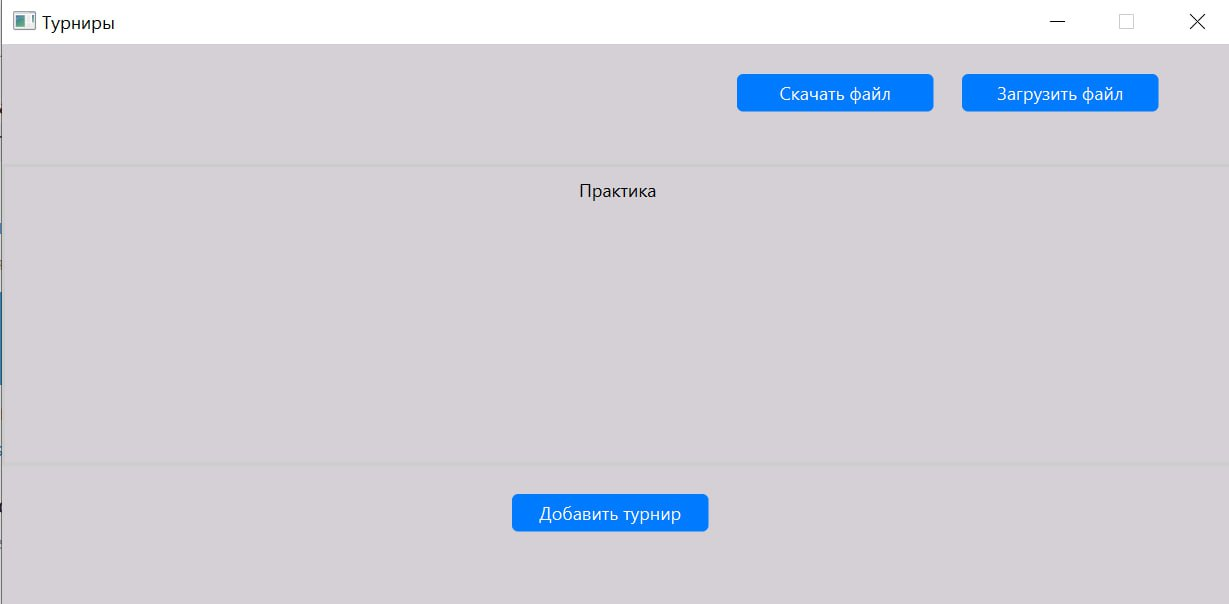 Турниры
Скачать файл
Загрузить файл
Практика
Добавить турнир